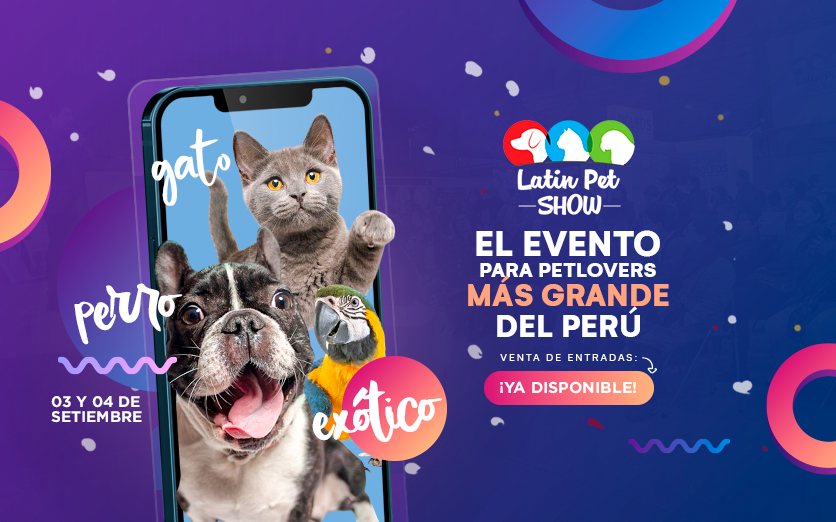 gato
perro
exótico
03 Y 04 DE
SETIEMBRE
Latin Pet
SHOW
EL EVENTO
PARA PETLOVERS
MÁS GRANDE
DEL PERÚ
VENTA DE ENTRADAS:
¡YA DISPONIBLE!